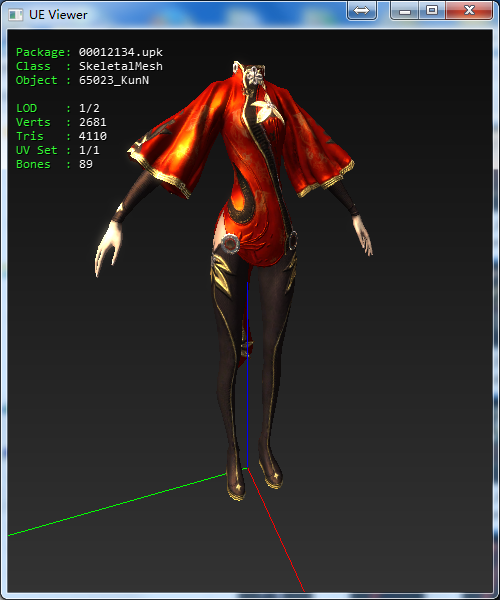 UE Viewer
Package: 00012134.upk
Class : SkeletalMesh
Object : 65023_KunN
LOD : 1/2
Verts : 2681
Tris : 4110
UV Set : 1/1
Bones : 89